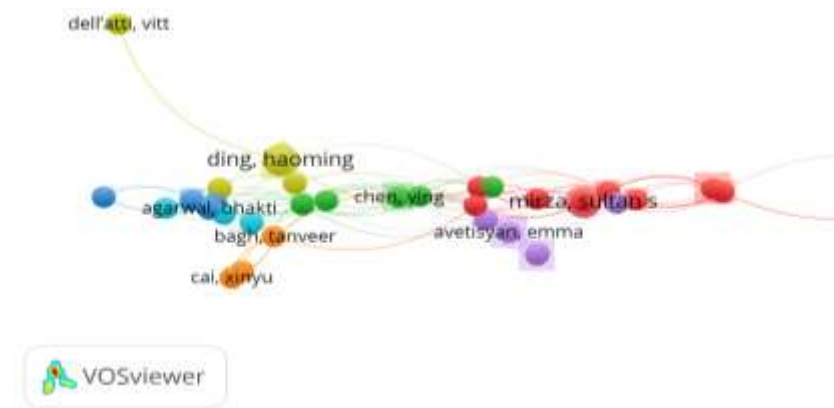 dell'atti, vitt
ding, haoming
chen, ying
agarwal, bhakti
mirza, sultan s
bagh, tanveer
avetisyan, emma
cai, xinyu
VOSviewer